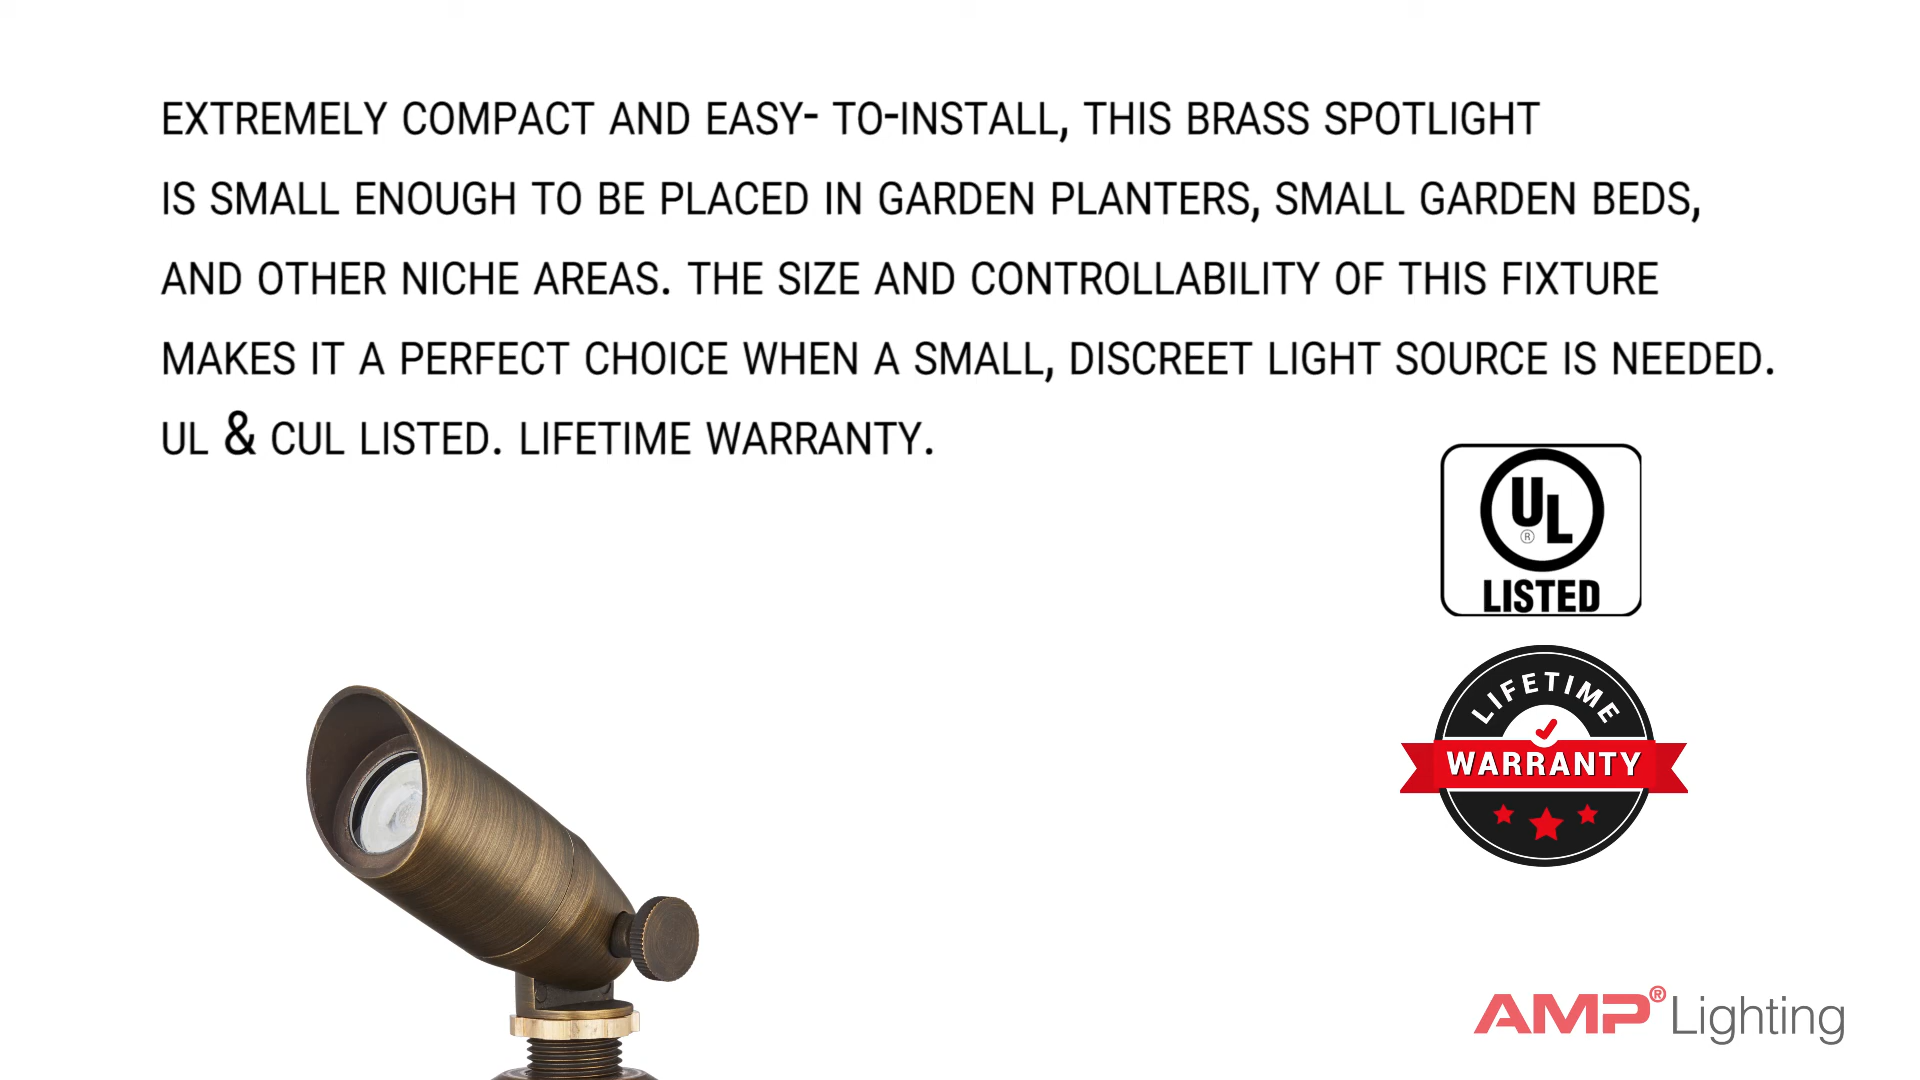 EXTREMELY COMPACT AND EASY- TO-INSTALL, THIS BRASS SPOTLIGHT
IS SMALL ENOUGH TO BE PLACED IN GARDEN PLANTERS, SMALL GARDEN BEDS,
AND OTHER NICHE AREAS. THE SIZE AND CONTROLLABILITY OF THIS FIXTURE
MAKES IT A PERFECT CHOICE WHEN A SMALL, DISCREET LIGHT SOURCE IS NEEDED.
UL & CUL LISTED. LIFETIME WARRANTY.
UL ®
LISTED
LIFETIME
WARRANTY
AMP® Lighting